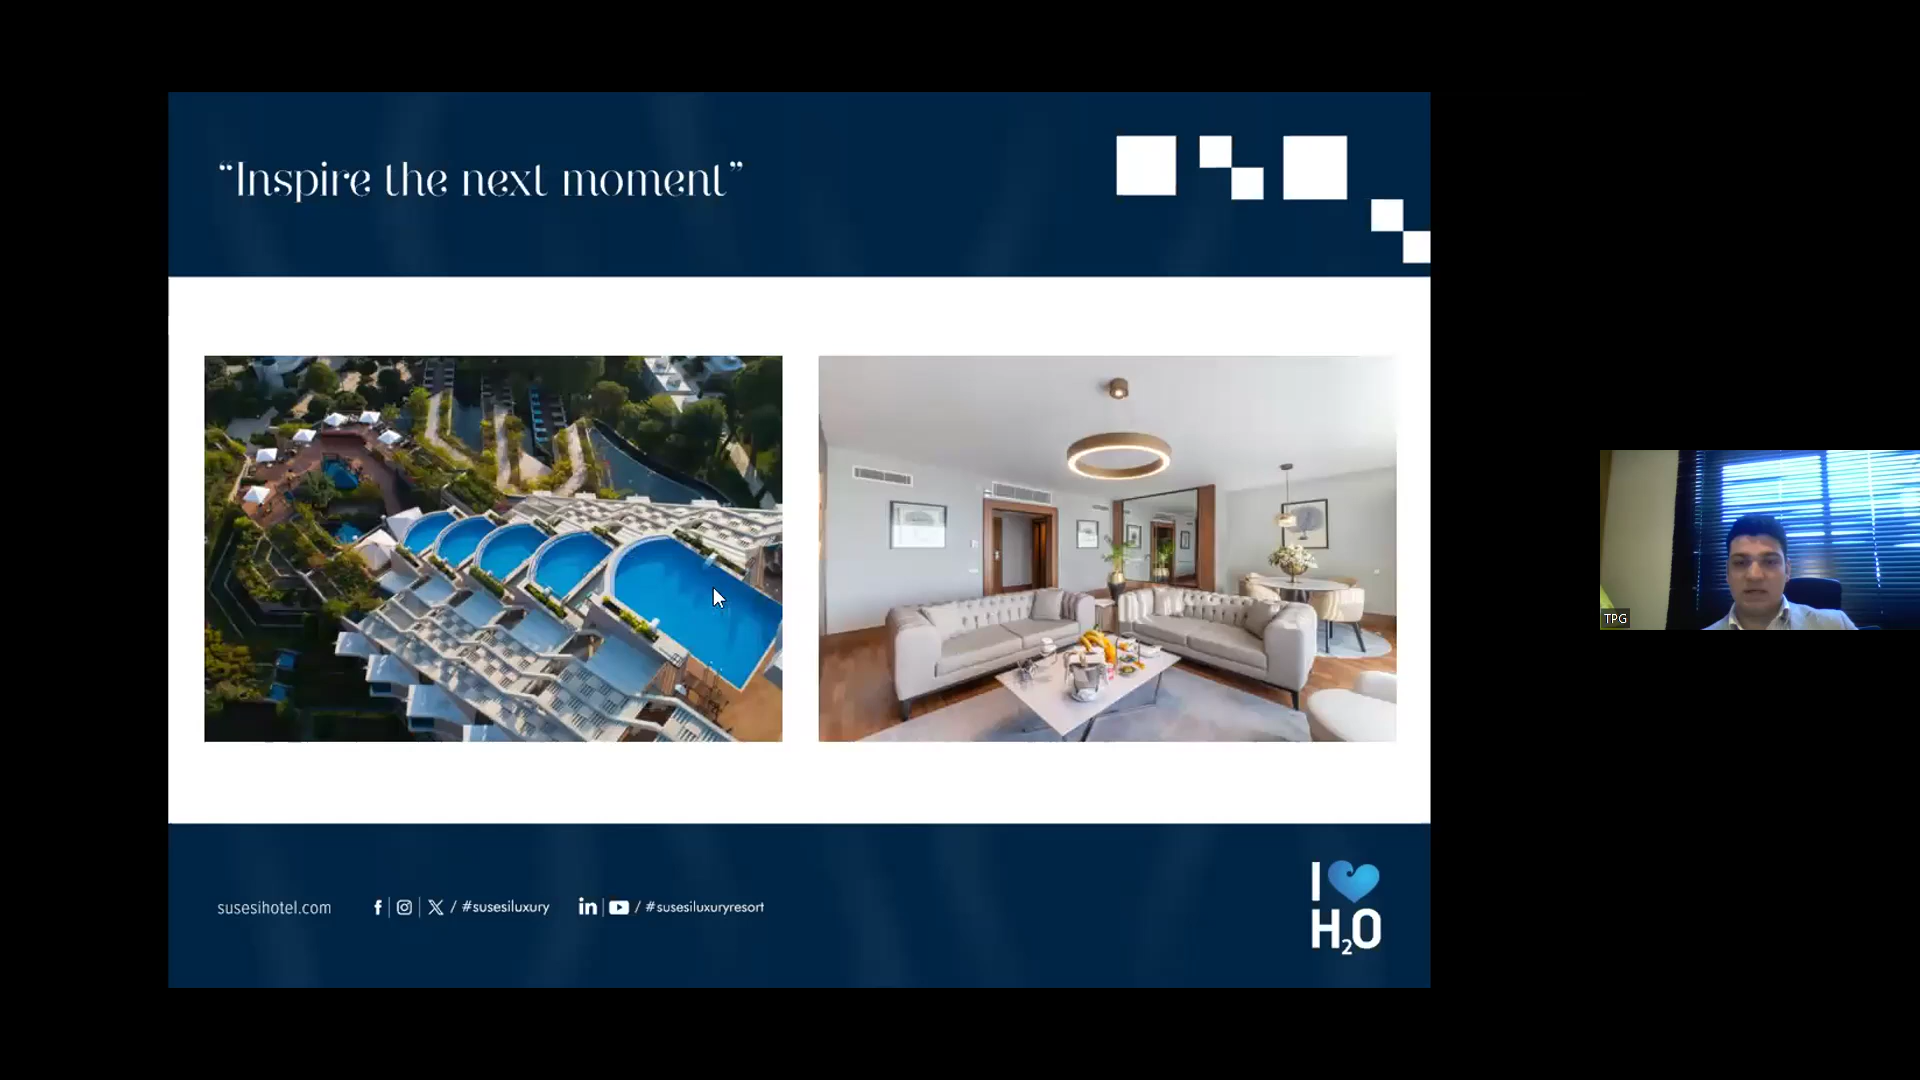 “Inspire the next moment”
TPG
susesihotel.com
/ #susesiluxury
/ #susesiluxuryresort
I
H2O